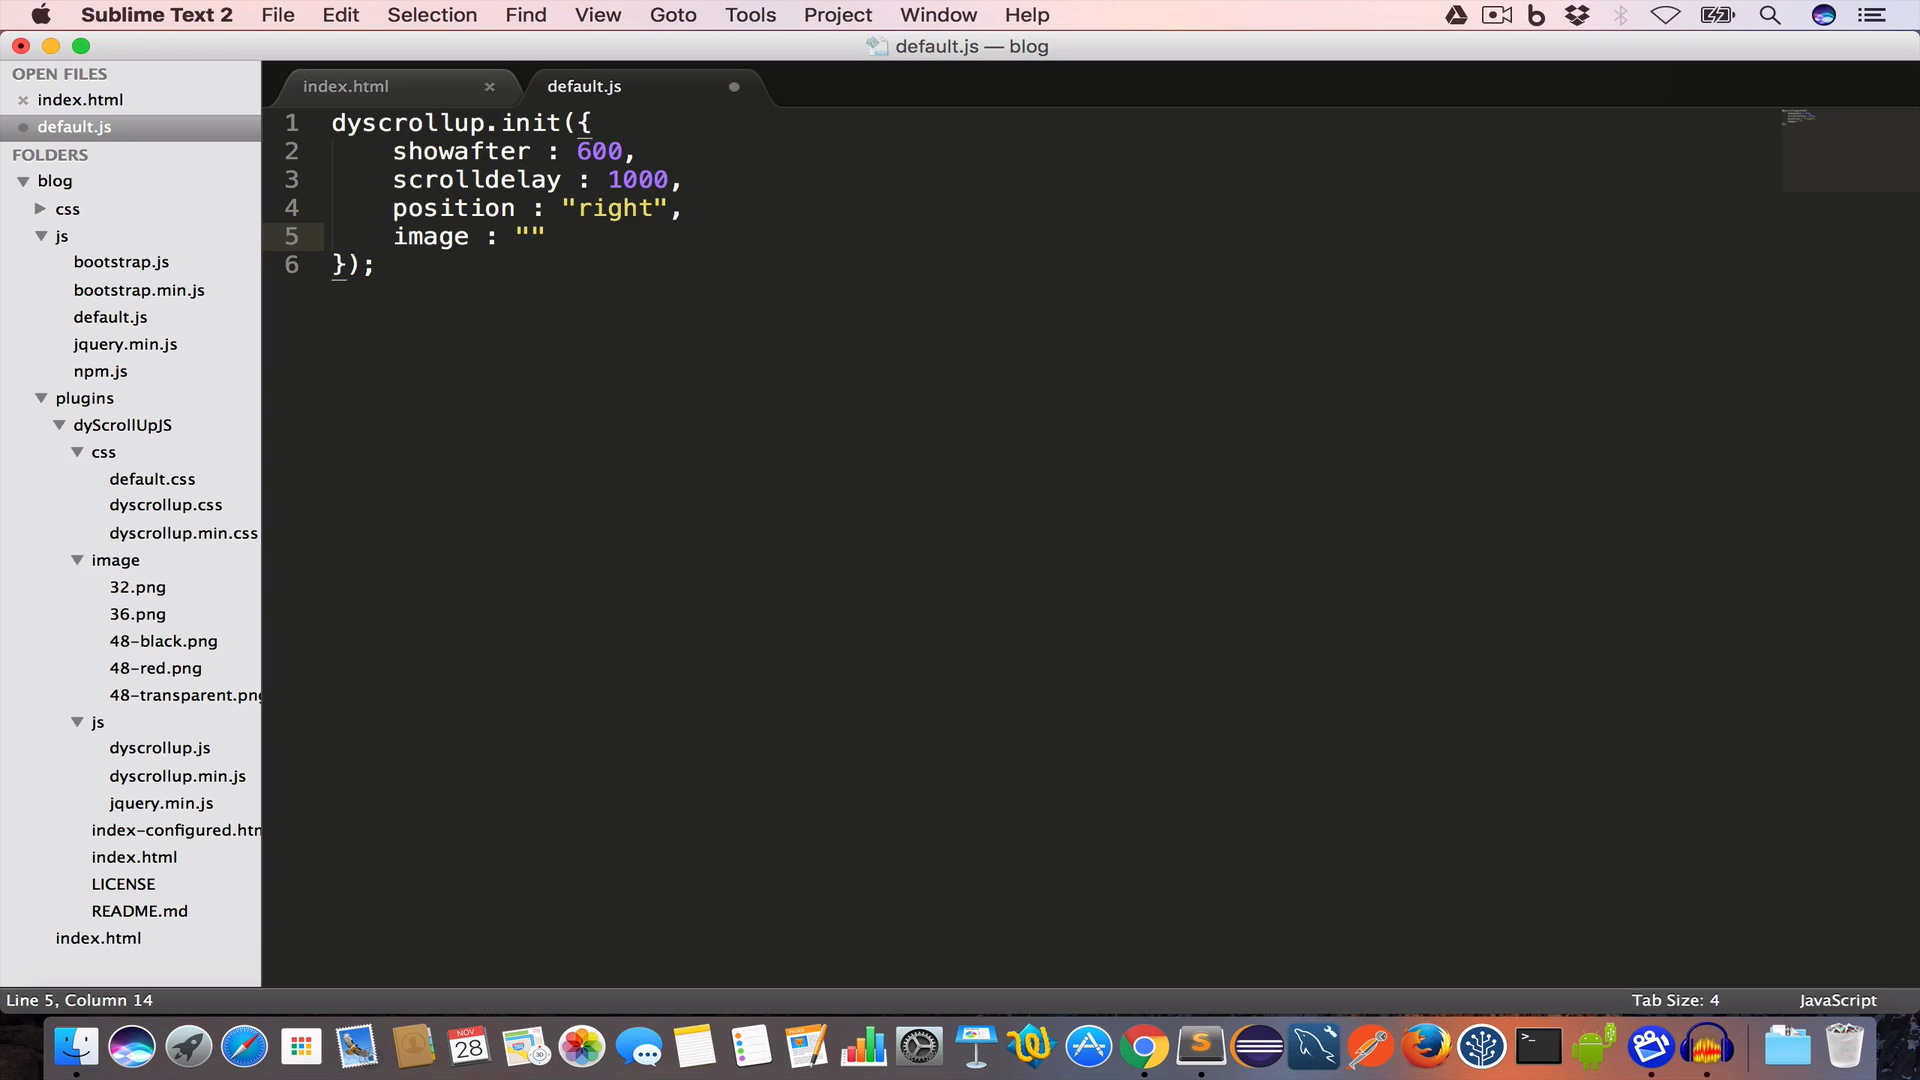 Sublime Text 2 File Edit Selection Find View Goto Tools Project Window Help
default.js — blog
OPEN FILES
index.html
default.js
FOLDERS
blog
css
js
bootstrap.js
bootstrap.min.js
default.js
jquery.min.js
npm.js
plugins
dyScrollUpJS
css
default.css
dyscrollup.css
dyscrollup.min.css
image
32.png
36.png
48-black.png
48-red.png
48-transparent.png
js
dyscrollup.js
dyscrollup.min.js
jquery.min.js
index-configured.htm
index.html
LICENSE
README.md
index.html
index.html default.js
1 dyscrollup.init({
2 showafter : 600,
3 scrolldelay : 1000,
4 position : "right",
5 image : ""
6 });
Line 5, Column 14 Tab Size: 4 JavaScript
NOV
28